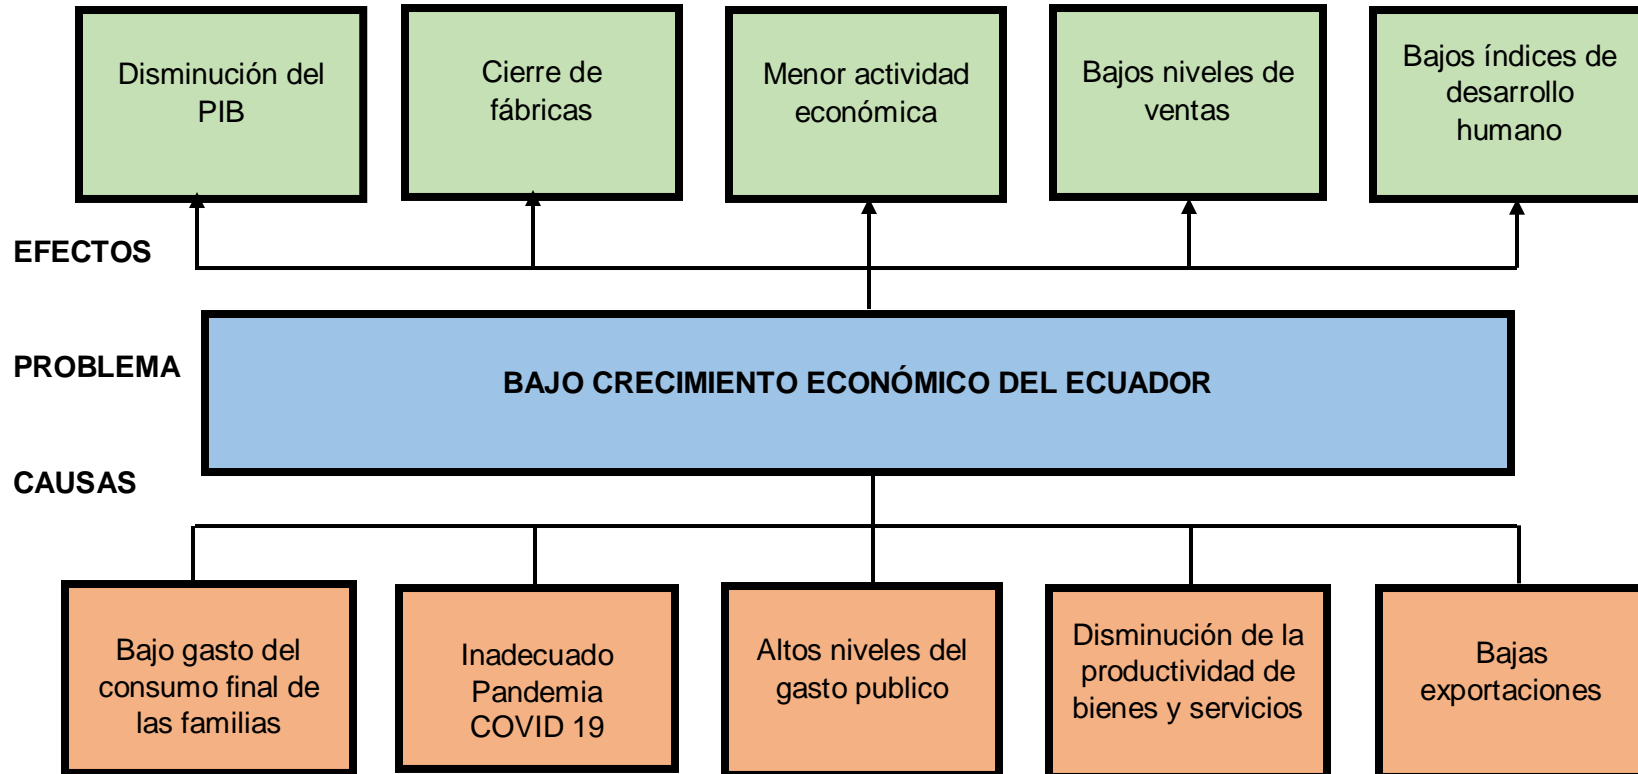 Disminución del
PIB
Cierre de
fábricas
Menor actividad
económica
Bajos niveles de
ventas
Bajos índices de
desarrollo
humano
EFECTOS
PROBLEMA
BAJO CRECIMIENTO ECONÓMICO DEL ECUADOR
CAUSAS
Bajo gasto del
consumo final de
las familias
Inadecuado
Pandemia
COVID 19
Altos niveles del
gasto publico
Disminución de la
productividad de
bienes y servicios
Bajas
exportaciones